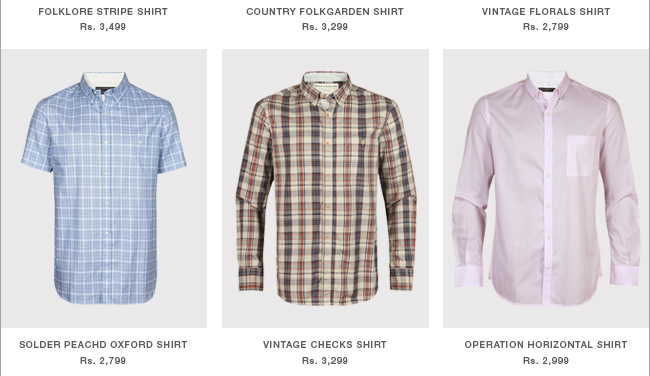 FOLKLORE STRIPE SHIRT
Rs. 3,499
COUNTRY FOLKGARDEN SHIRT
Rs. 3,299
VINTAGE FLORALS SHIRT
Rs. 2,799
SOLDER PEACHD OXFORD SHIRT
Rs. 2,799
VINTAGE CHECKS SHIRT
Rs. 3,299
OPERATION HORIZONTAL SHIRT
Rs. 2,999